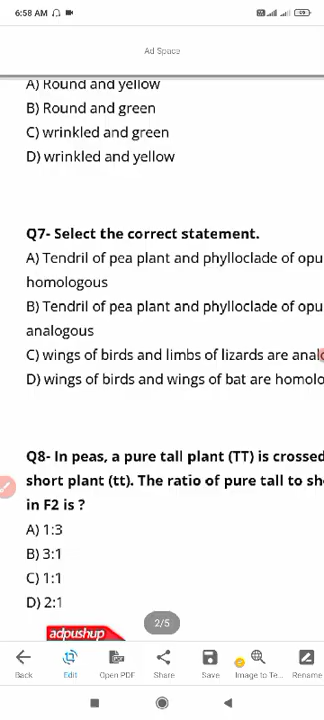 6:58 AM
Ad Space
A) Round and yellow
B) Round and green
C) wrinkled and green
D) wrinkled and yellow
Q7- Select the correct statement.
A) Tendril of pea plant and phylloclade of opu
homologous
B) Tendril of pea plant and phylloclade of opu
analogous
C) wings of birds and limbs of lizards are analo
D) wings of birds and wings of bat are homolo
Q8- In peas, a pure tall plant (TT) is crossed
short plant (tt). The ratio of pure tall to sh
in F2 is ?
A) 1:3
B) 3:1
C) 1:1
D) 2:1
2/5
adpushup
Back Edit Open PDF Share Save Image to Te... Rename